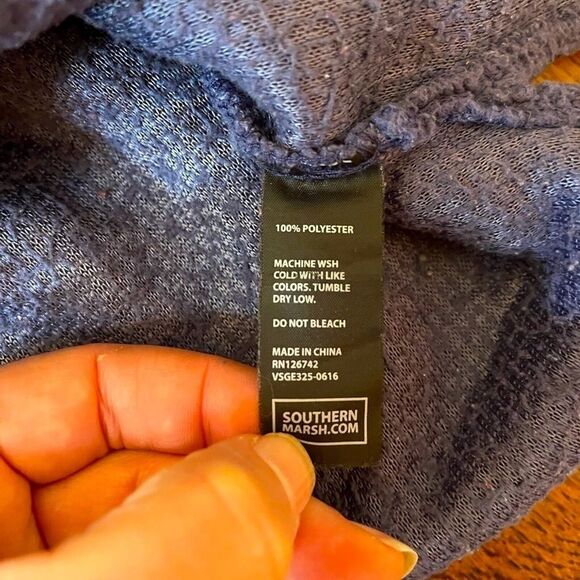 100% POLYESTER
MACHINE WSH
COLD WITH LIKE
COLORS. TUMBLE
DRY LOW.
DO NOT BLEACH
MADE IN CHINA
RN126742
VSGE325-0616
SOUTHERN
MARSH.COM